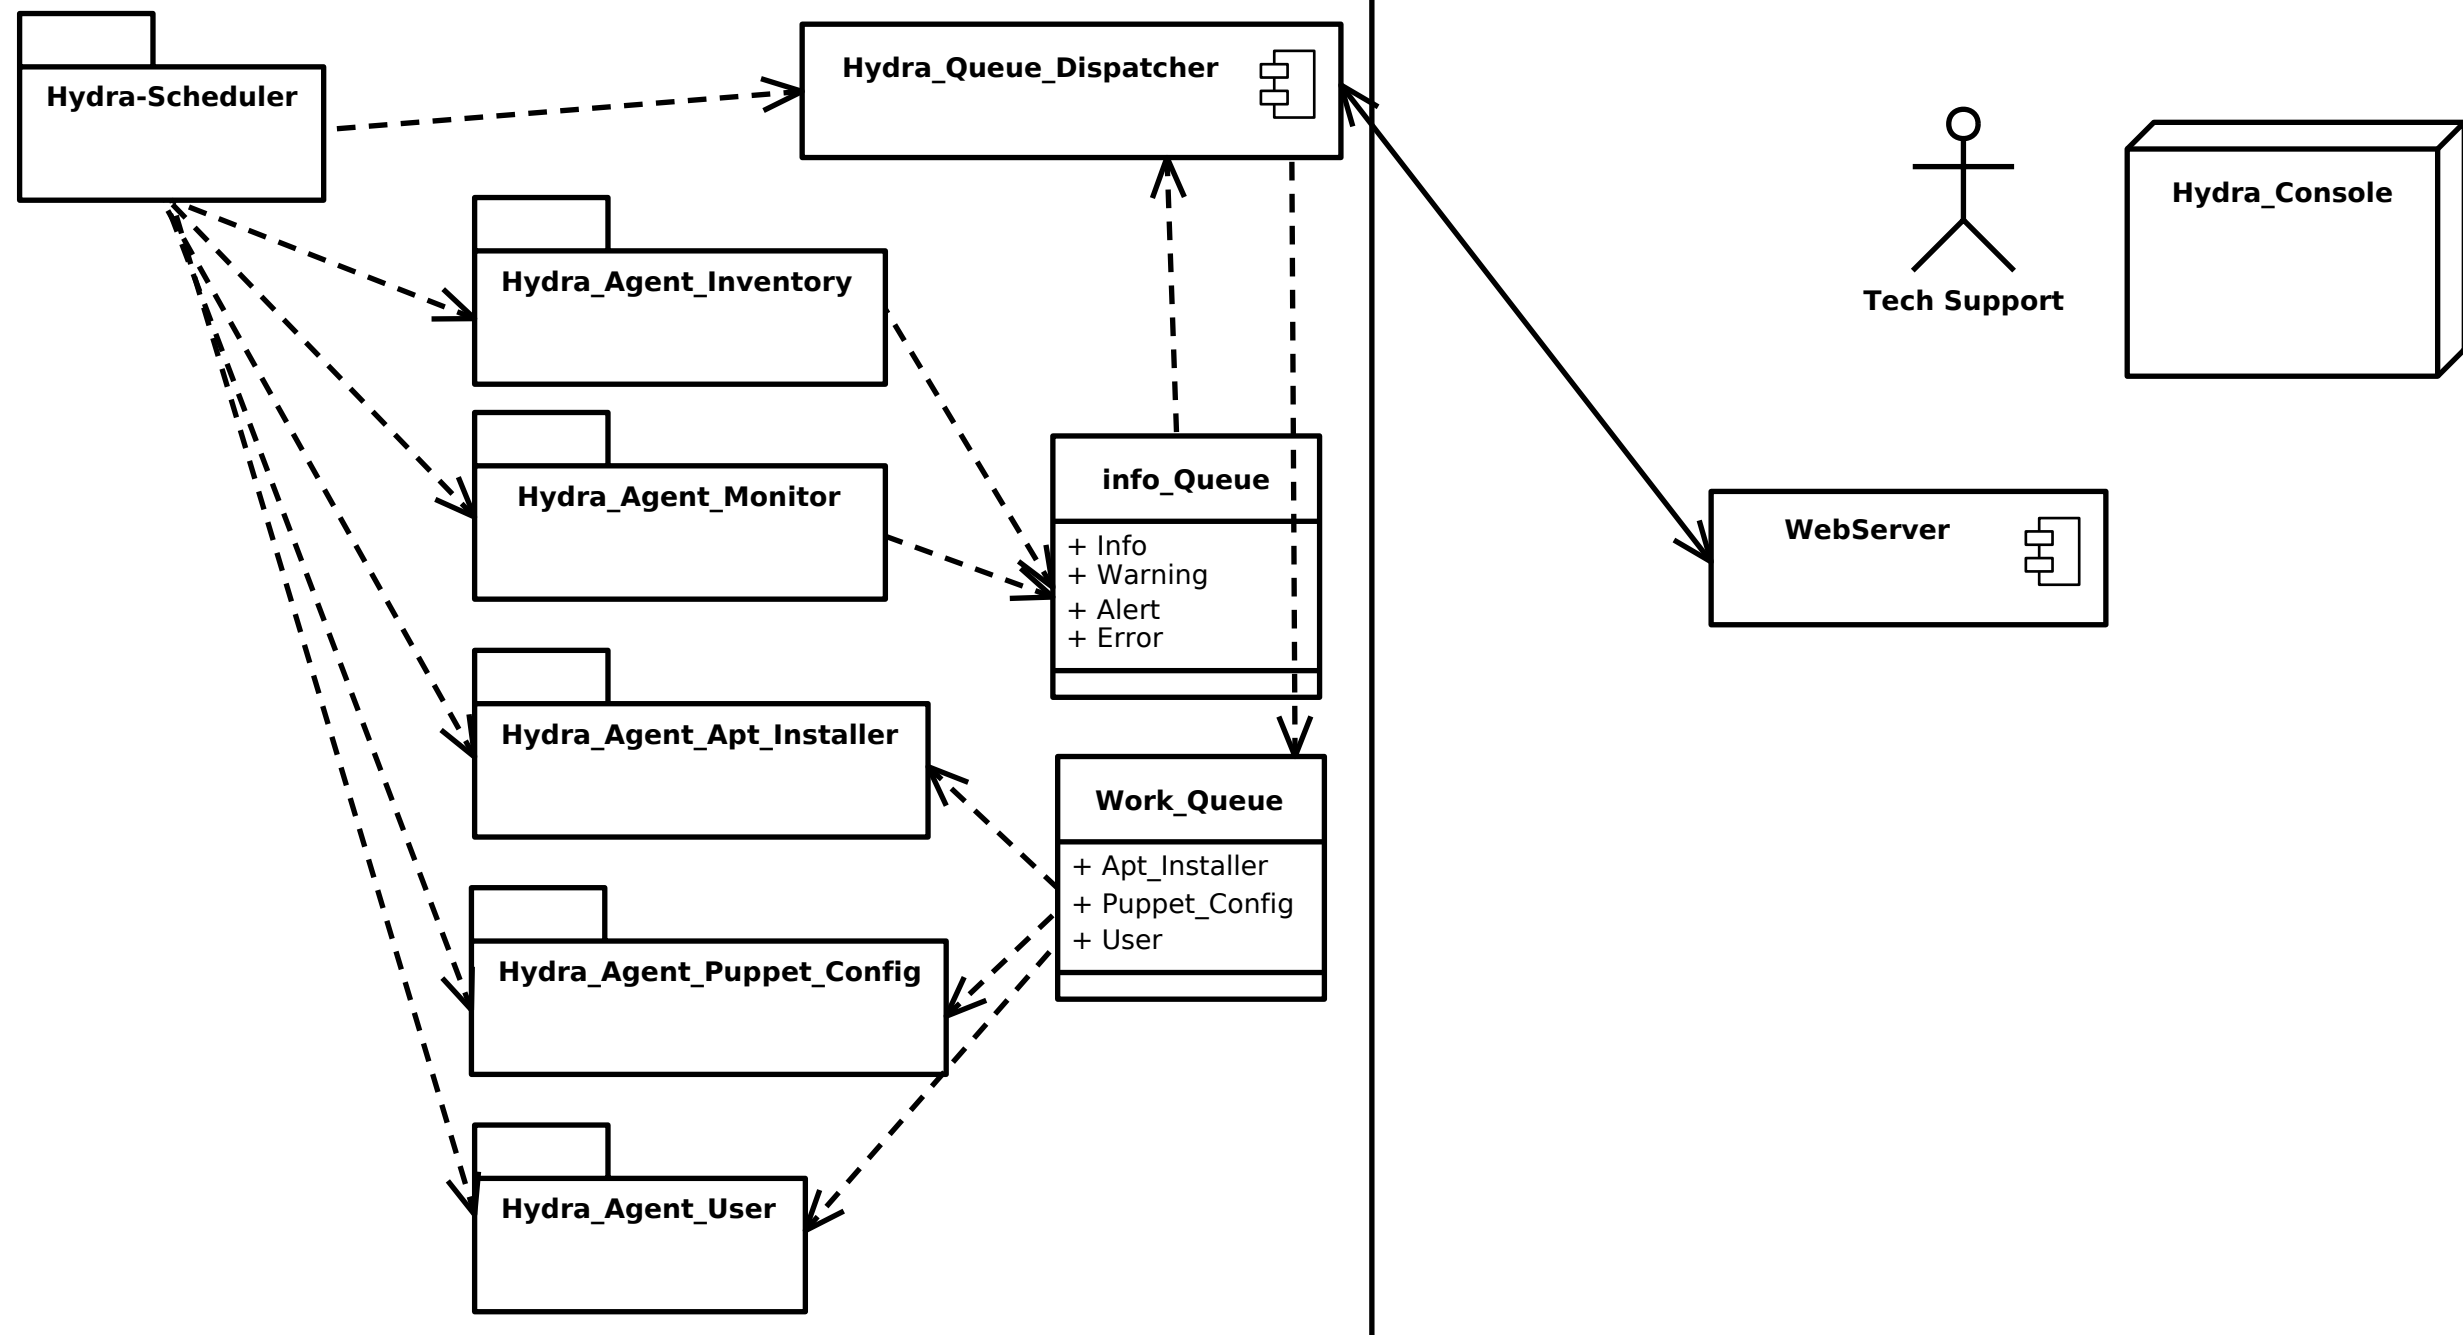 Hydra-Scheduler
Hydra_Queue_Dispatcher
Hydra_Agent_Inventory
Hydra_Agent_Monitor
Hydra_Agent_Apt_Installer
Hydra_Agent_Puppet_Config
Hydra_Agent_User
info_Queue
+ Info
+ Warning
+ Alert
+ Error
Work_Queue
+ Apt_Installer
+ Puppet_Config
+ User
Tech Support
Hydra_Console
WebServer